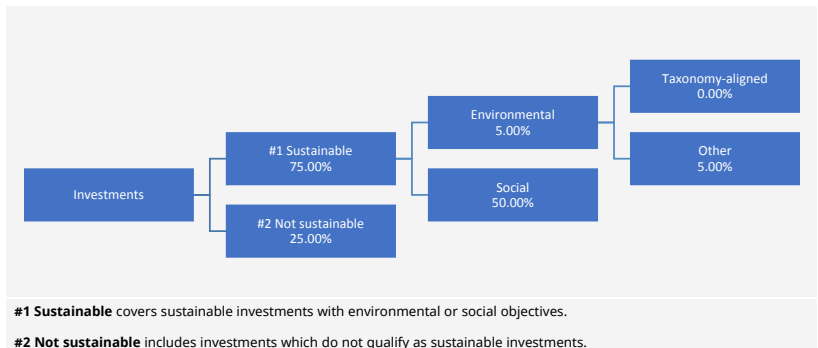 Taxonomy-aligned
0.00%
Environmental
5.00%
#1 Sustainable
75.00%
Other
5.00%
Investments
Social
50.00%
#2 Not sustainable
25.00%
#1 Sustainable covers sustainable investments with environmental or social objectives.
#2 Not sustainable includes investments which do not qualify as sustainable investments.